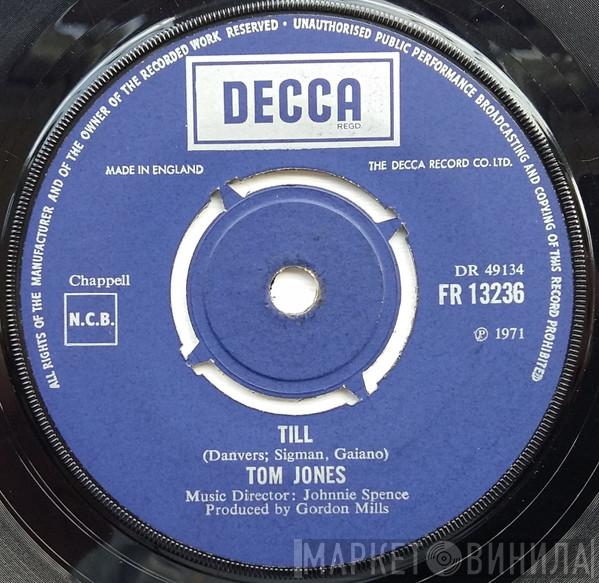 ALL RIGHTS OF THE MANUFACTURER AND OF THE OWNER OF THE RECORDED WORK RESERVED • UNAUTHORISED PUBLIC PERFORMANCE BROADCASTING AND COPYING OF THIS RECORD PROHIBITED
DECCA
REGD.
MADE IN ENGLAND
THE DECCA RECORD CO. LTD.
Chappell
N.C.B.
DR 49134
FR 13236
℗ 1971
TILL
(Danvers; Sigman, Gaiano)
TOM JONES
Music Director: Johnnie Spence
Produced by Gordon Mills
МАРКЕТ ВИНИЛА